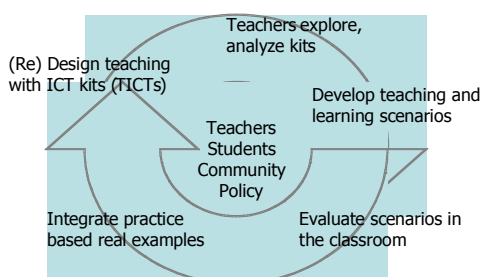 Teachers explore,
analyze kits
(Re) Design teaching
with ICT kits (TICTs)
Develop teaching and
learning scenarios
Teachers
Students
Community
Policy
Integrate practice
based real examples
Evaluate scenarios in
the classroom